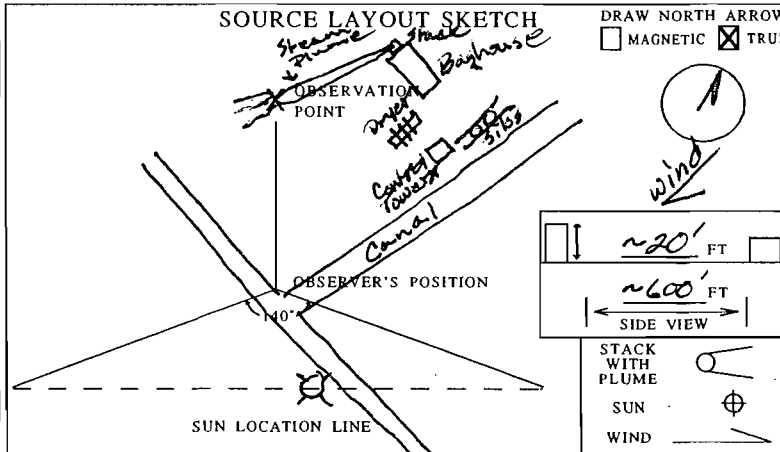 SOURCE LAYOUT SKETCH
DRAW NORTH ARROW
MAGNETIC TRU
Steam
Plume
Stack
Baghouse
OBSERVATION
POINT
Dryer
Silos
Control
Tower
Canal
wind
~20' FT
~600' FT
SIDE VIEW
OBSERVER'S POSITION
140°
SUN LOCATION LINE
STACK
WITH
PLUME
SUN
WIND